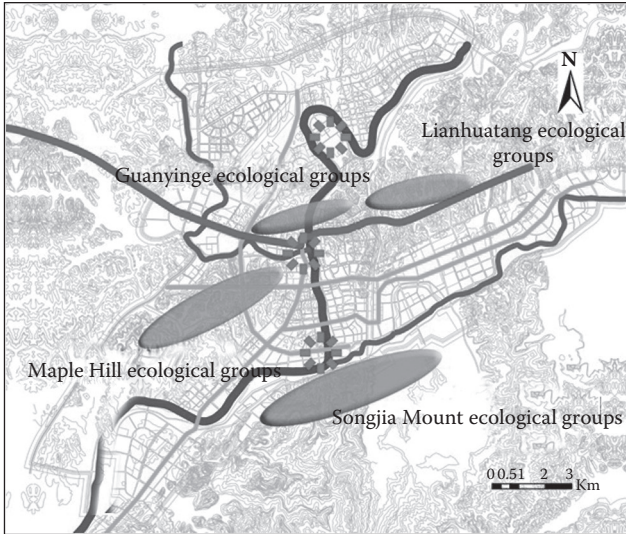 N
Lianhuatang ecological
groups
Guanyinge ecological groups
Maple Hill ecological groups
Songjia Mount ecological groups
0 0.5 1 2 3
Km